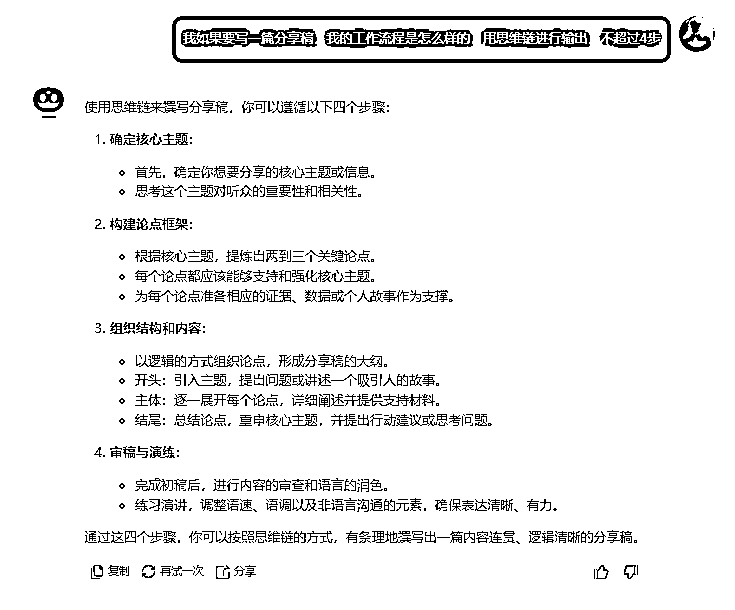 我如果要写一篇分享稿 我的工作流程是怎么样的 用思维链进行输出 不超过4步
使用思维链来撰写分享稿，你可以遵循以下四个步骤：
1. 确定核心主题：
首先，确定你想要分享的核心主题或信息。
思考这个主题对听众的重要性和相关性。
2. 构建论点框架：
根据核心主题，提炼出两到三个关键论点。
每个论点都应该能够支持和强化核心主题。
为每个论点准备相应的证据、数据或个人故事作为支撑。
3. 组织结构和内容：
以逻辑的方式组织论点，形成分享稿的大纲。
开头：引入主题，提出问题或讲述一个吸引人的故事。
主体：逐一展开每个论点，详细阐述并提供支持材料。
结尾：总结论点，重申核心主题，并提出行动建议或思考问题。
4. 审稿与演练：
完成初稿后，进行内容的审查和语言的润色。
练习演讲，调整语速、语调以及非语言沟通的元素，确保表达清晰、有力。
通过这四个步骤，你可以按照思维链的方式，有条理地撰写出一篇内容连贯、逻辑清晰的分享稿。
复制 再试一次 分享